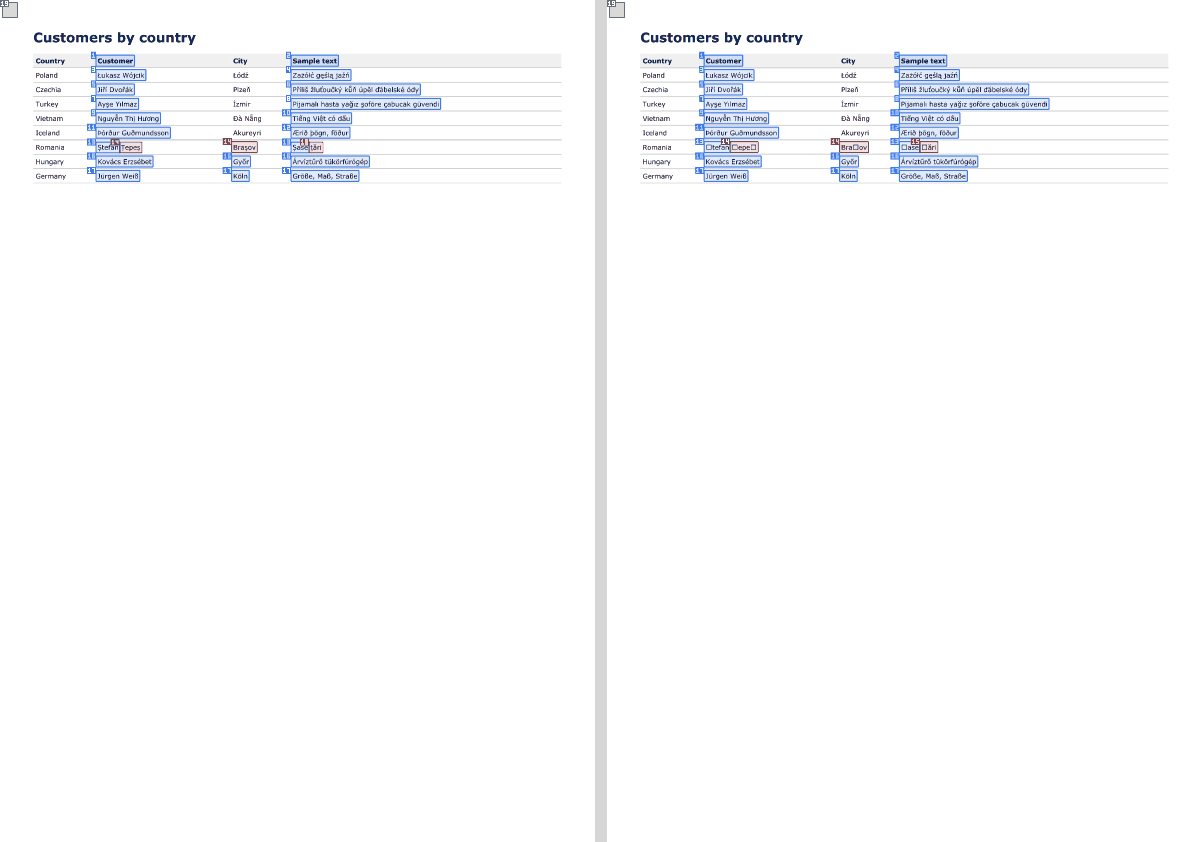 Customers by country
Country Customer City Sample text
Poland Łukasz Wójcik Łódź Zażółć gęślą jaźń
Czechia Jiří Dvořák Plzeň Příliš žluťoučký kůň úpěl ďábelské ódy
Turkey Ayşe Yılmaz İzmir Pijamalı hasta yağız şoföre çabucak güvendi
Vietnam Nguyễn Thị Hương Đà Nẵng Tiếng Việt có dấu
Iceland Þórður Guðmundsson Akureyri Ærið þögn, föður
Romania Ștefan Țepeș Brașov Șase țări
Hungary Kovács Erzsébet Győr Árvíztűrő tükörfúrógép
Germany Jürgen Weiß Köln Größe, Maß, Straße
Customers by country
Country Customer City Sample text
Poland Łukasz Wójcik Łódź Zażółć gęślą jaźń
Czechia Jiří Dvořák Plzeň Příliš žluťoučký kůň úpěl ďábelské ódy
Turkey Ayşe Yılmaz İzmir Pijamalı hasta yağız şoföre çabucak güvendi
Vietnam Nguyễn Thị Hương Đà Nẵng Tiếng Việt có dấu
Iceland Þórður Guðmundsson Akureyri Ærið þögn, föður
Romania □tefan □epe□ Bra□ov □ase □ări
Hungary Kovács Erzsébet Győr Árvíztűrő tükörfúrógép
Germany Jürgen Weiß Köln Größe, Maß, Straße